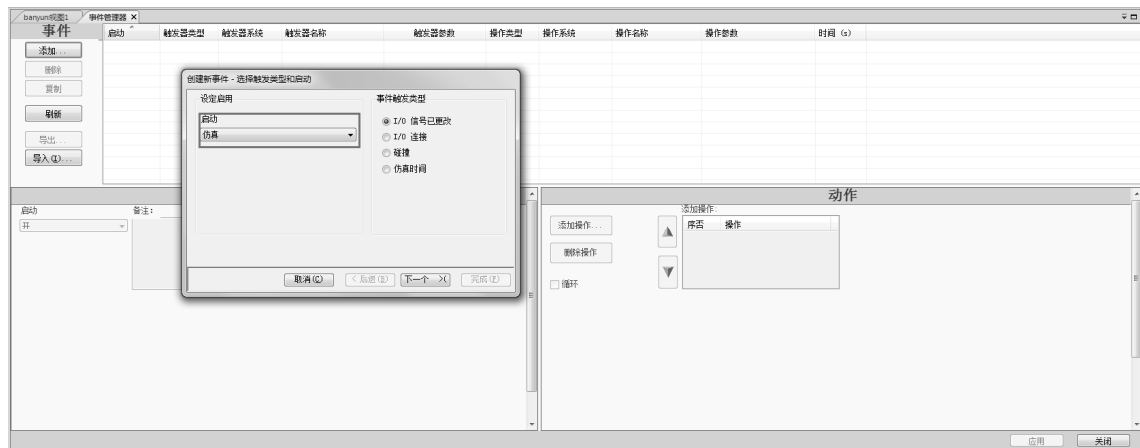 banyun:视图1 事件管理器 ×
事件
启动 触发器类型 触发器系统 触发器名称 触发器参数 操作类型 操作系统 操作名称 操作参数 时间 (s)
添加...
删除
复制
刷新
导出...
导入(I)...
创建新事件 - 选择触发类型和启动
设定启用
启动
仿真
事件触发类型
I/O 信号已更改
I/O 连接
碰撞
仿真时间
取消(C) < 后退(B) 下一个 >( 完成(F)
启动 备注:
开
动作
添加操作...
删除操作
循环
添加操作:
序否 操作
应用 关闭